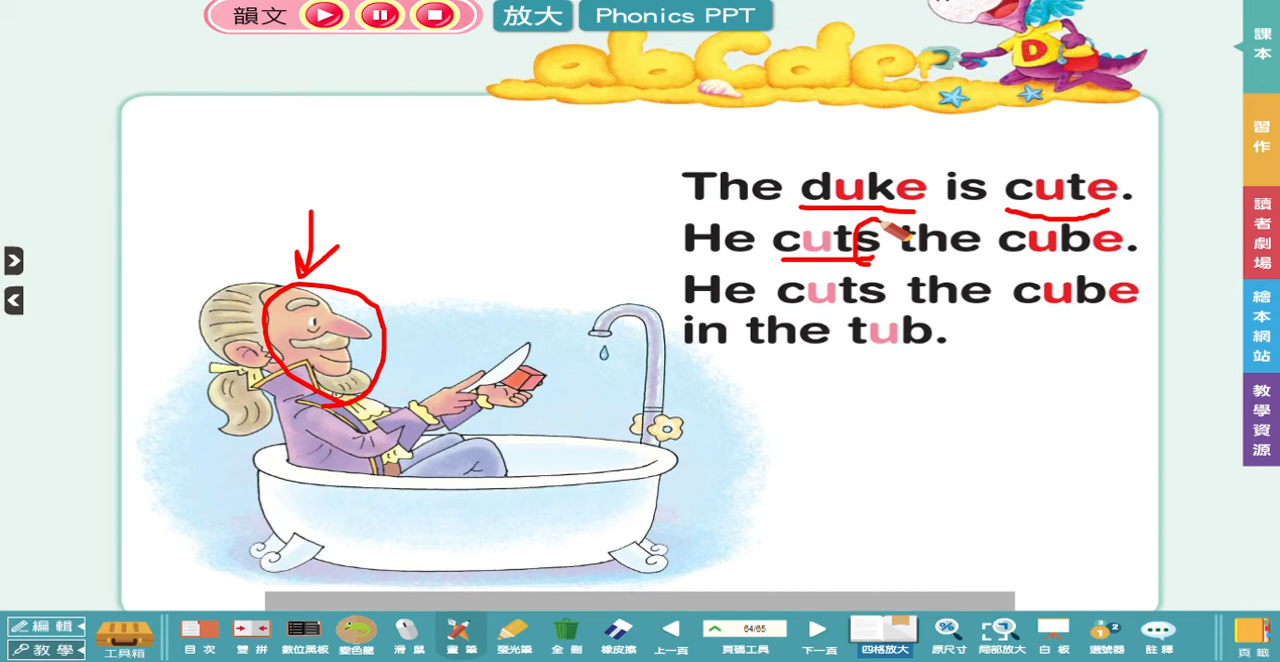 韻文
放大
Phonics PPT
abCde
D
課本
習作
讀者劇場
繪本網站
教學資源
The duke is cute.
He cuts the cube.
He cuts the cube
in the tub.
編輯
教學
工具箱
目次
雙拼
數位黑板
變色龍
滑鼠
畫筆
螢光筆
全刪
橡皮擦
上一頁
64/65
頁碼工具
下一頁
四格放大
原尺寸
局部放大
白板
選號器
註釋
頁籤